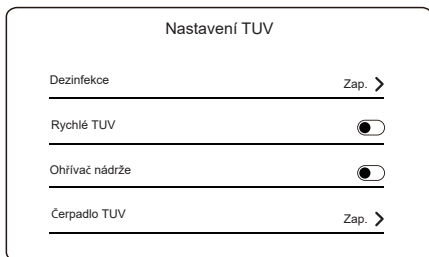 Nastavení TUV
Dezinfekce
Zap.
Rychlé TUV
Ohřívač nádrže
Čerpadlo TUV
Zap.